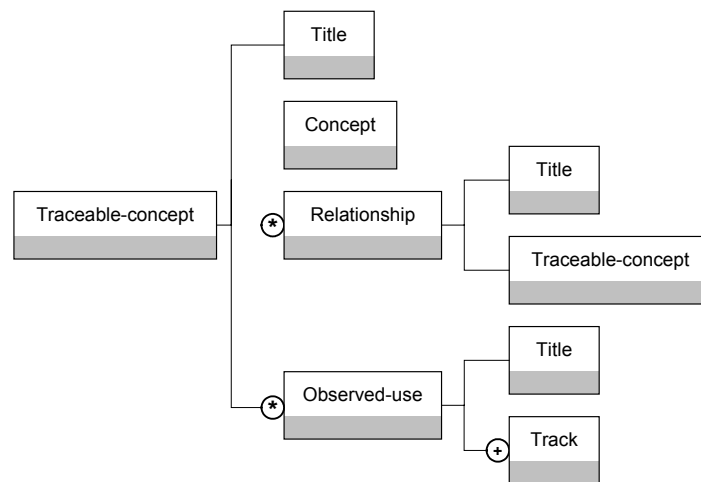 Title
Concept
Title
Traceable-concept
*
Relationship
Traceable-concept
Title
*
Observed-use
+
Track